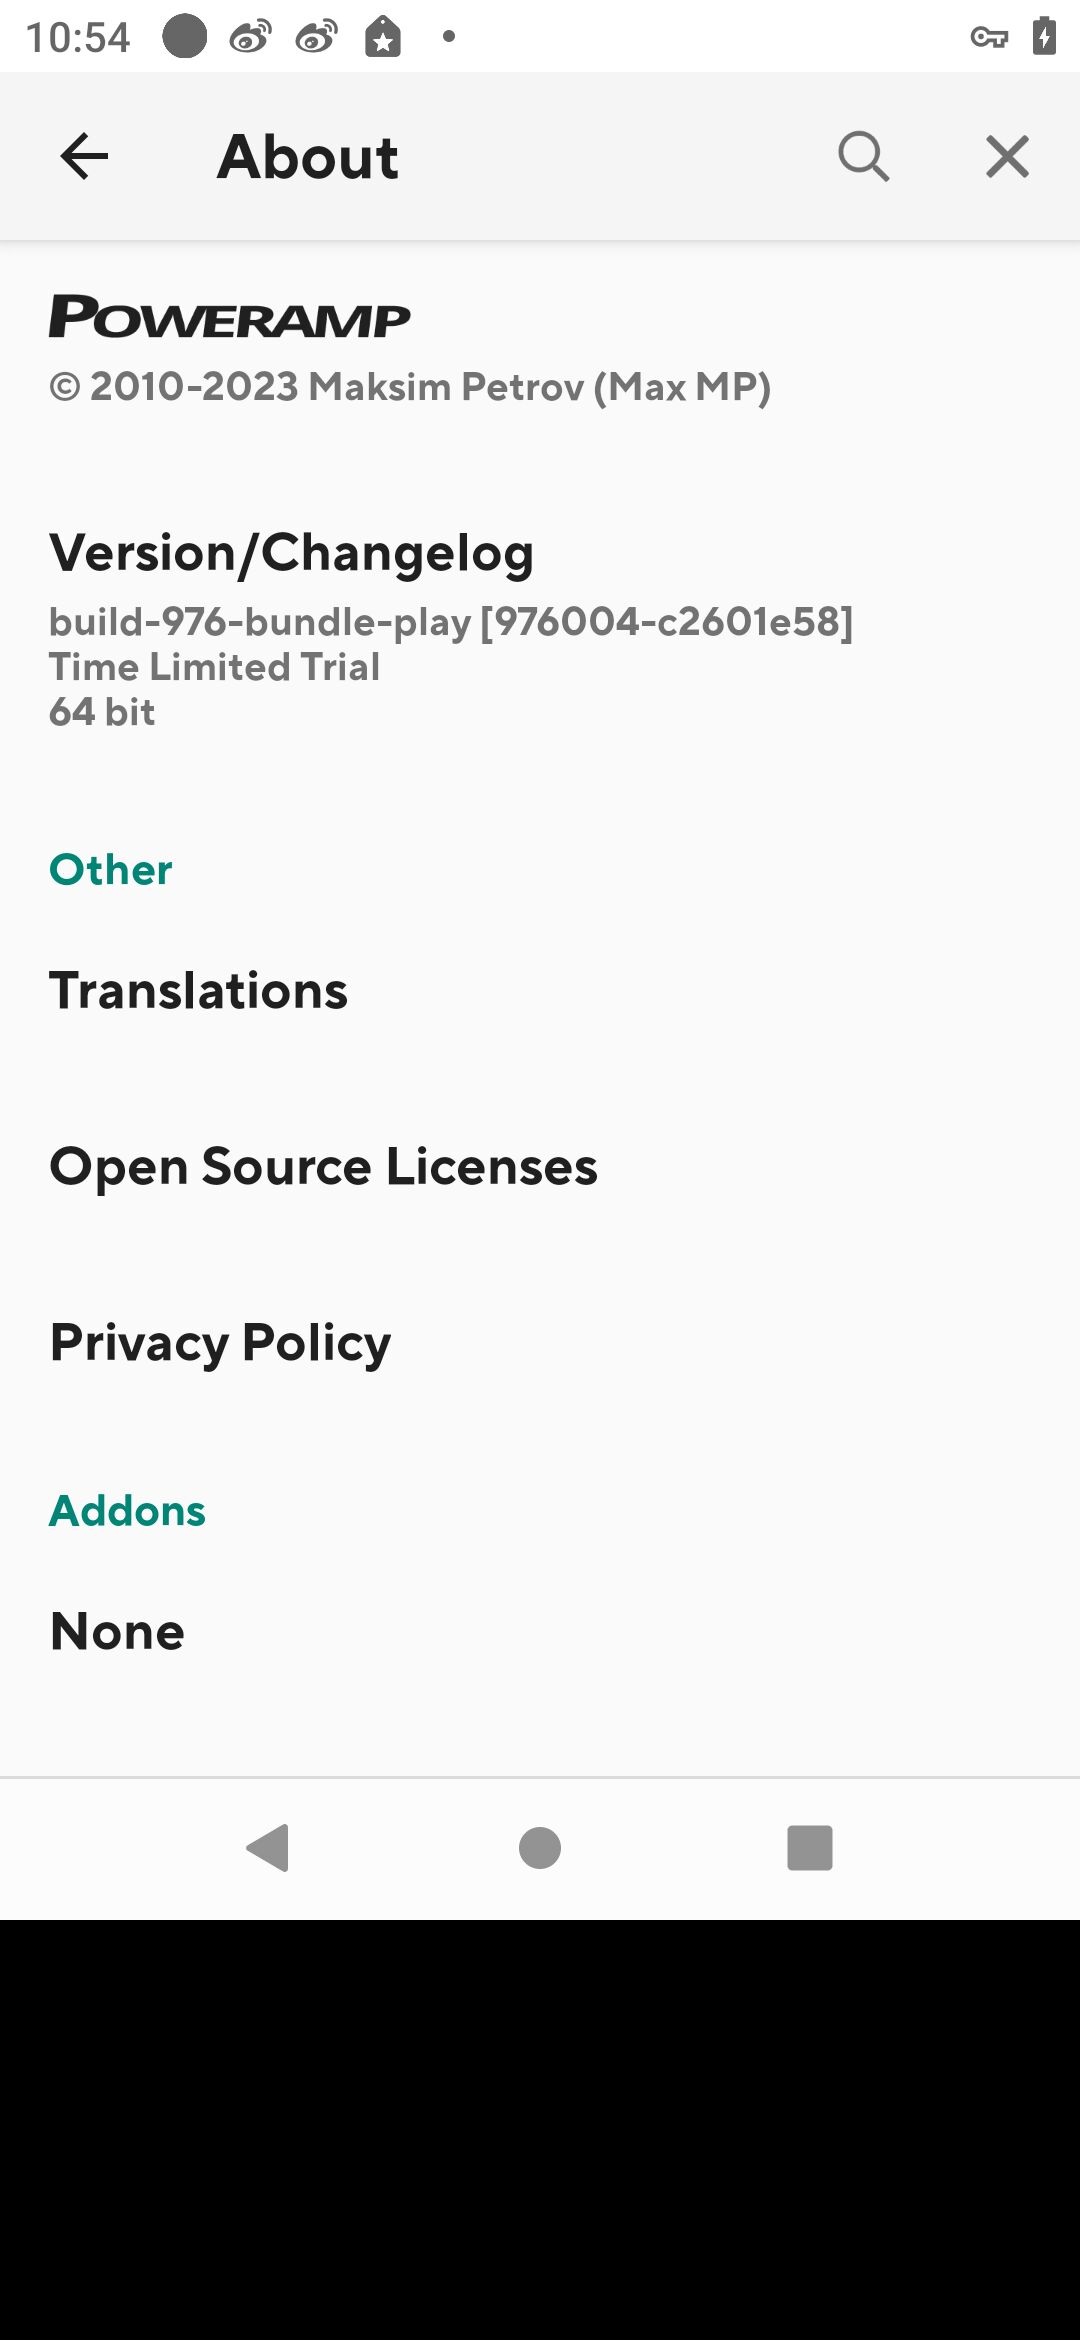 10:54
About
POWERAMP
© 2010-2023 Maksim Petrov (Max MP)
Version/Changelog
build-976-bundle-play [976004-c2601e58]
Time Limited Trial
64 bit
Other
Translations
Open Source Licenses
Privacy Policy
Addons
None